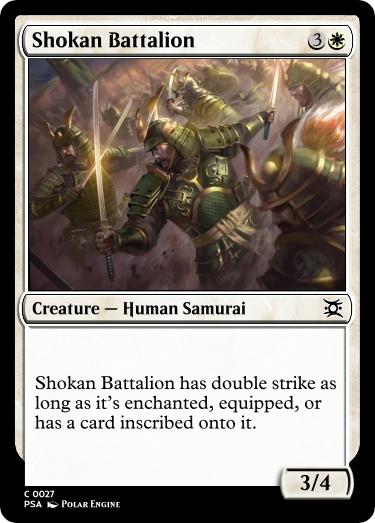 Shokan Battalion 3
Creature — Human Samurai
Shokan Battalion has double strike as
long as it's enchanted, equipped, or
has a card inscribed onto it.
3/4
C 0027
PSA Polar Engine